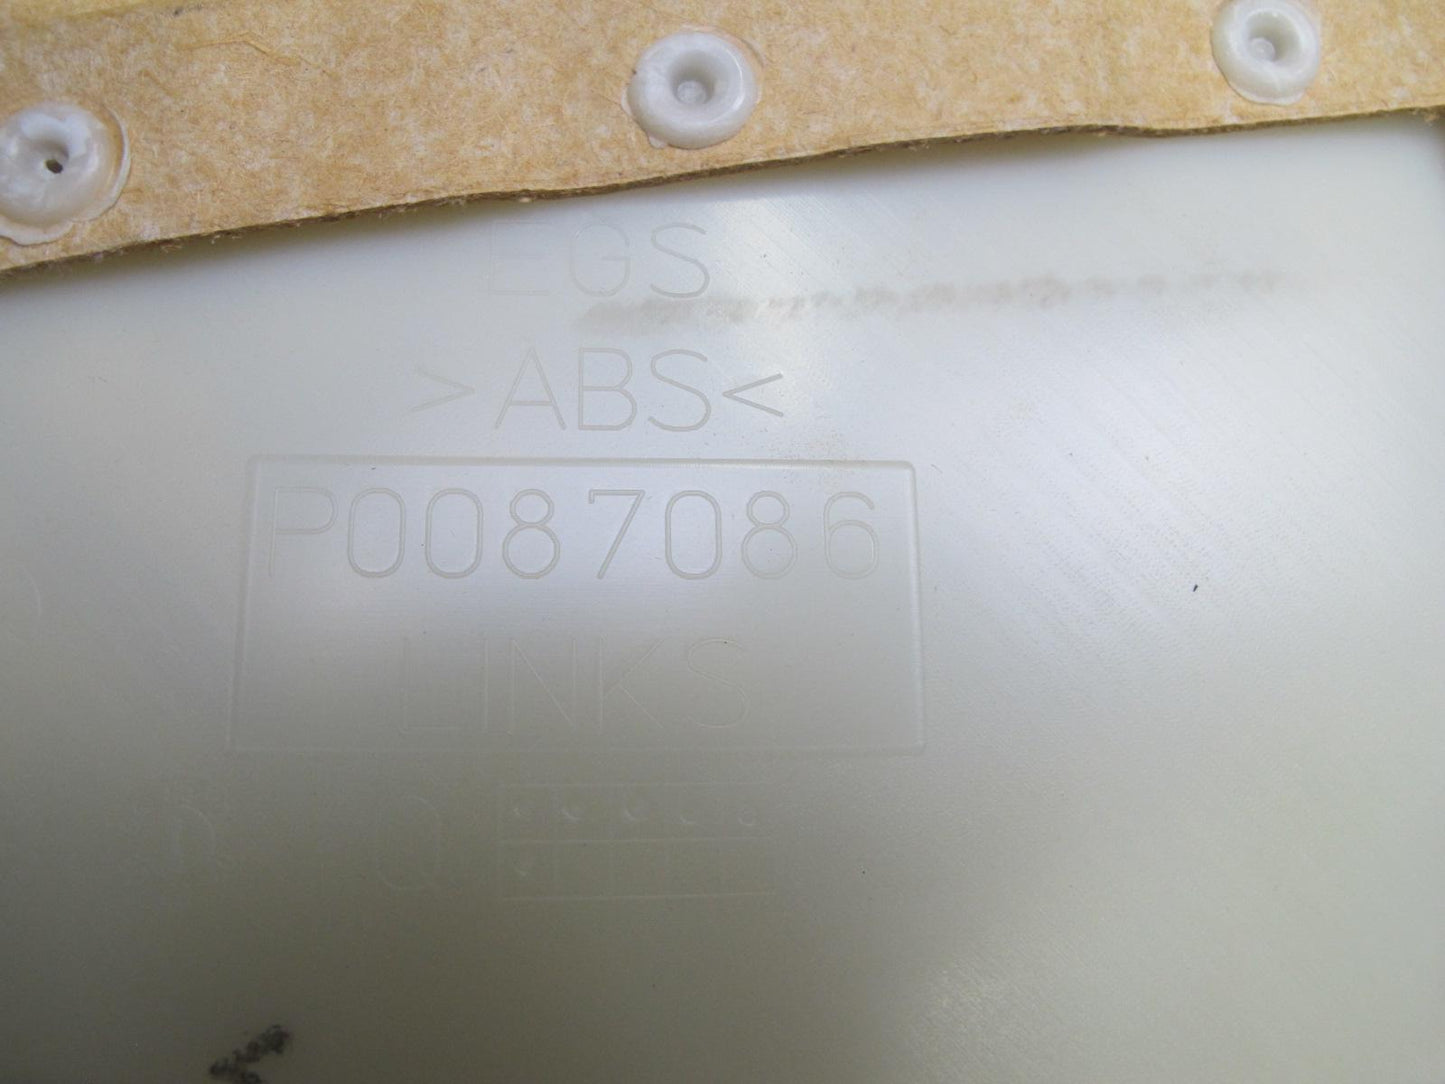 EGS
>ABS<
P0087086
LINKS
Q